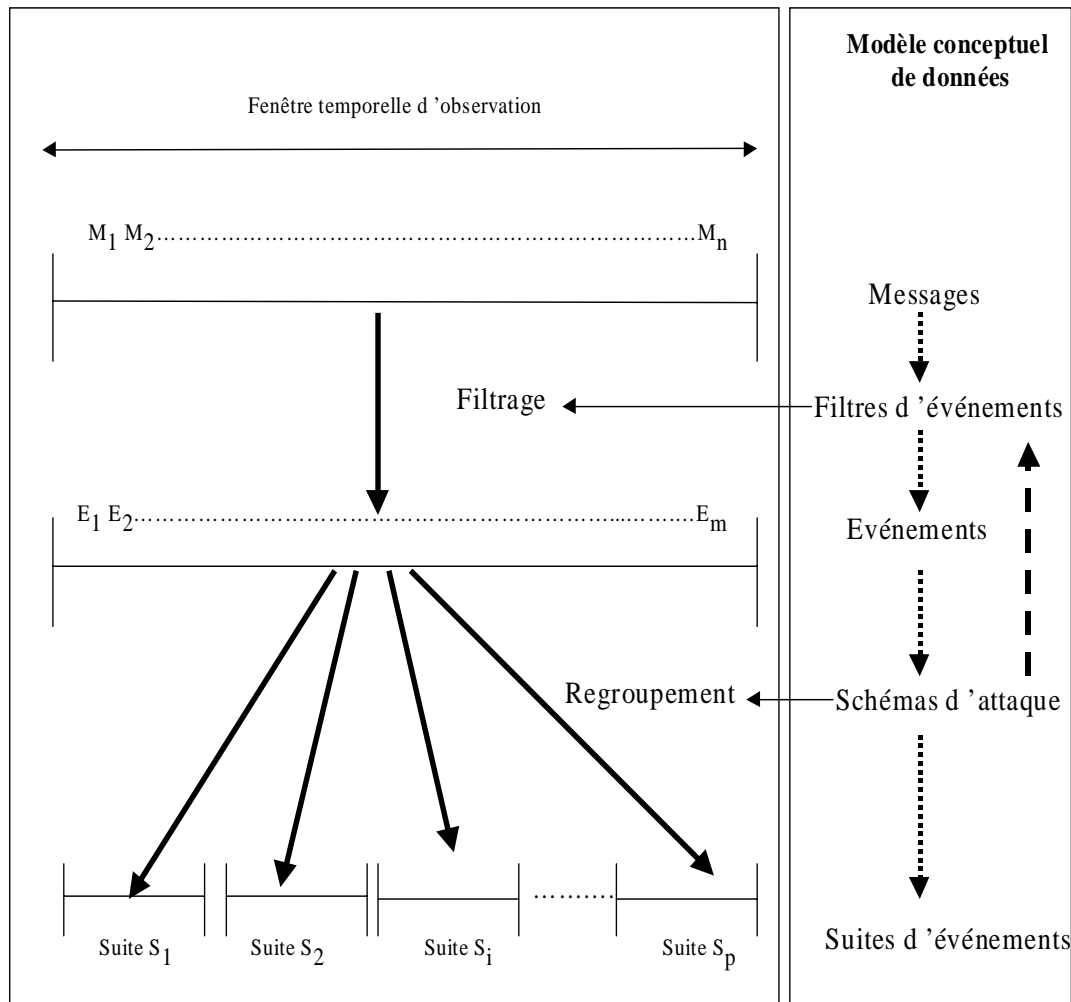 Modèle conceptuel
de données
Fenêtre temporelle d ’observation
M1 M2……………………………………………………………………Mn
Messages
Filtrage
Filtres d ’événements
E1 E2…………………………………………………………..………Em
Evénements
Regroupement
Schémas d ’attaque
……….
Suite S1
Suite S2
Suite Si
Suite Sp
Suites d ’événements